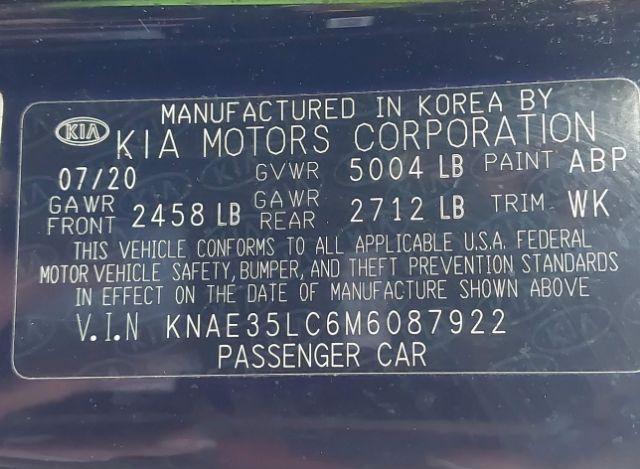 MANUFACTURED IN KOREA BY
KIA KIA MOTORS CORPORATION
07/20 GVWR 5004 LB PAINT ABP
GAWR FRONT 2458 LB GAWR REAR 2712 LB TRIM WK
THIS VEHICLE CONFORMS TO ALL APPLICABLE U.S.A. FEDERAL
MOTOR VEHICLE SAFETY, BUMPER, AND THEFT PREVENTION STANDARDS
IN EFFECT ON THE DATE OF MANUFACTURE SHOWN ABOVE
V.I.N KNAE35LC6M6087922
PASSENGER CAR